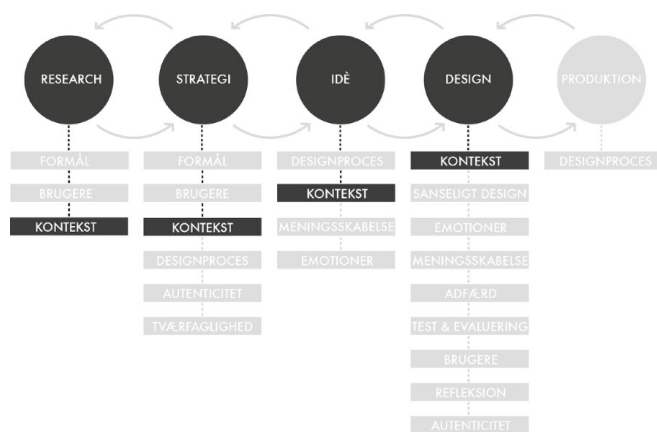 RESEARCH
STRATEGI
IDÈ
DESIGN
PRODUKTION
FORMÅL
BRUGERE
KONTEKST
FORMÅL
BRUGERE
KONTEKST
DESIGNPROCES
AUTENTICITET
TVÆRFAGLIGHED
DESIGNPROCES
KONTEKST
MENINGSSKABELSE
EMOTIONER
KONTEKST
SANSELIGT DESIGN
EMOTIONER
MENINGSSKABELSE
ADFÆRD
TEST & EVALUERING
BRUGERE
REFLEKSION
AUTENTICITET
DESIGNPROCES